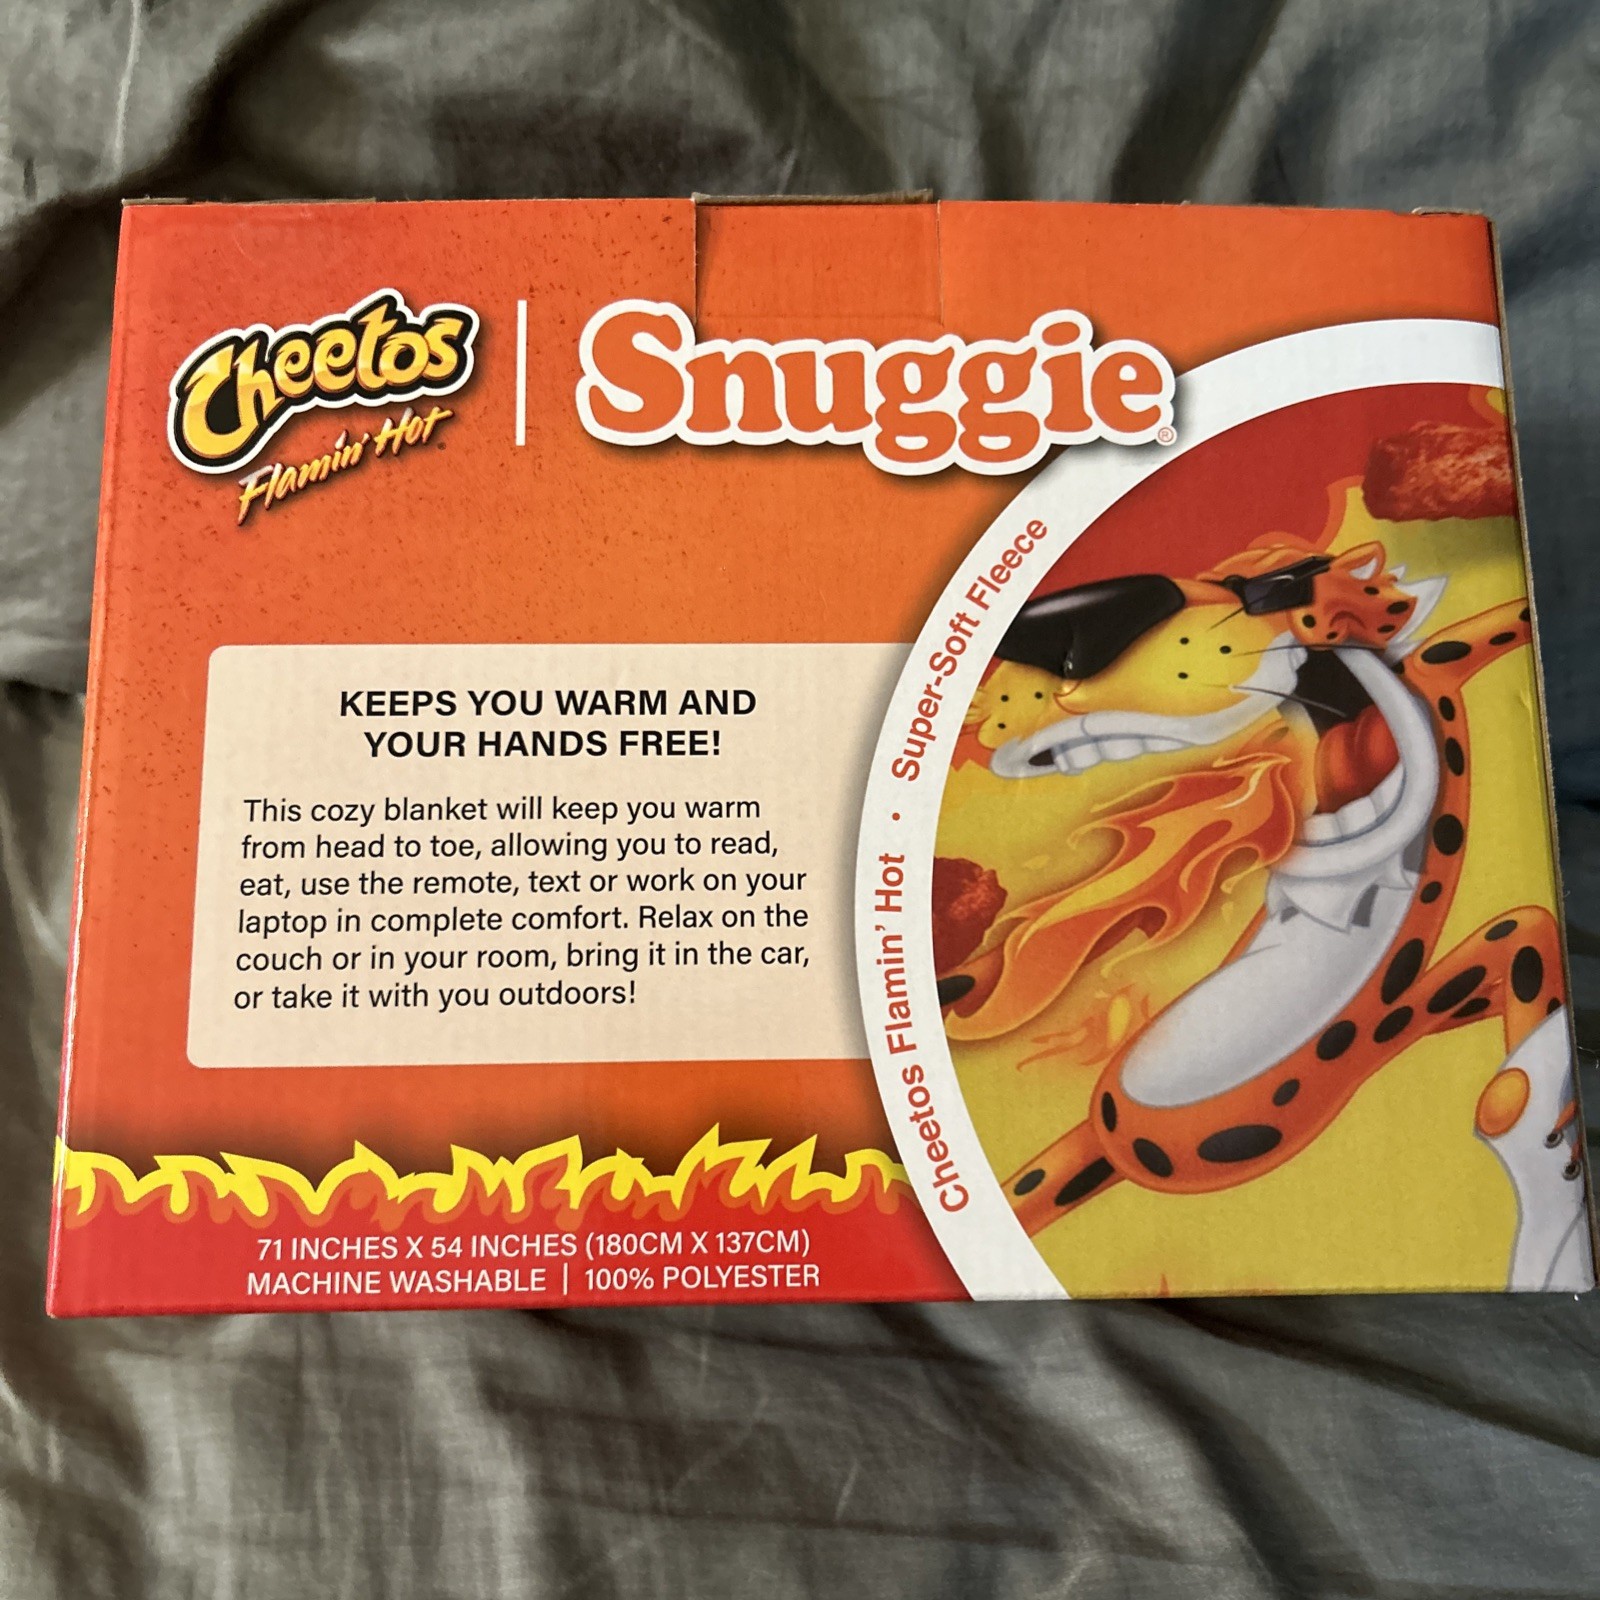 Cheetos
Flamin' Hot
Snuggie®
Cheetos Flamin' Hot • Super-Soft Fleece
KEEPS YOU WARM AND
YOUR HANDS FREE!
This cozy blanket will keep you warm
from head to toe, allowing you to read,
eat, use the remote, text or work on your
laptop in complete comfort. Relax on the
couch or in your room, bring it in the car,
or take it with you outdoors!
71 INCHES X 54 INCHES (180CM X 137CM)
MACHINE WASHABLE | 100% POLYESTER